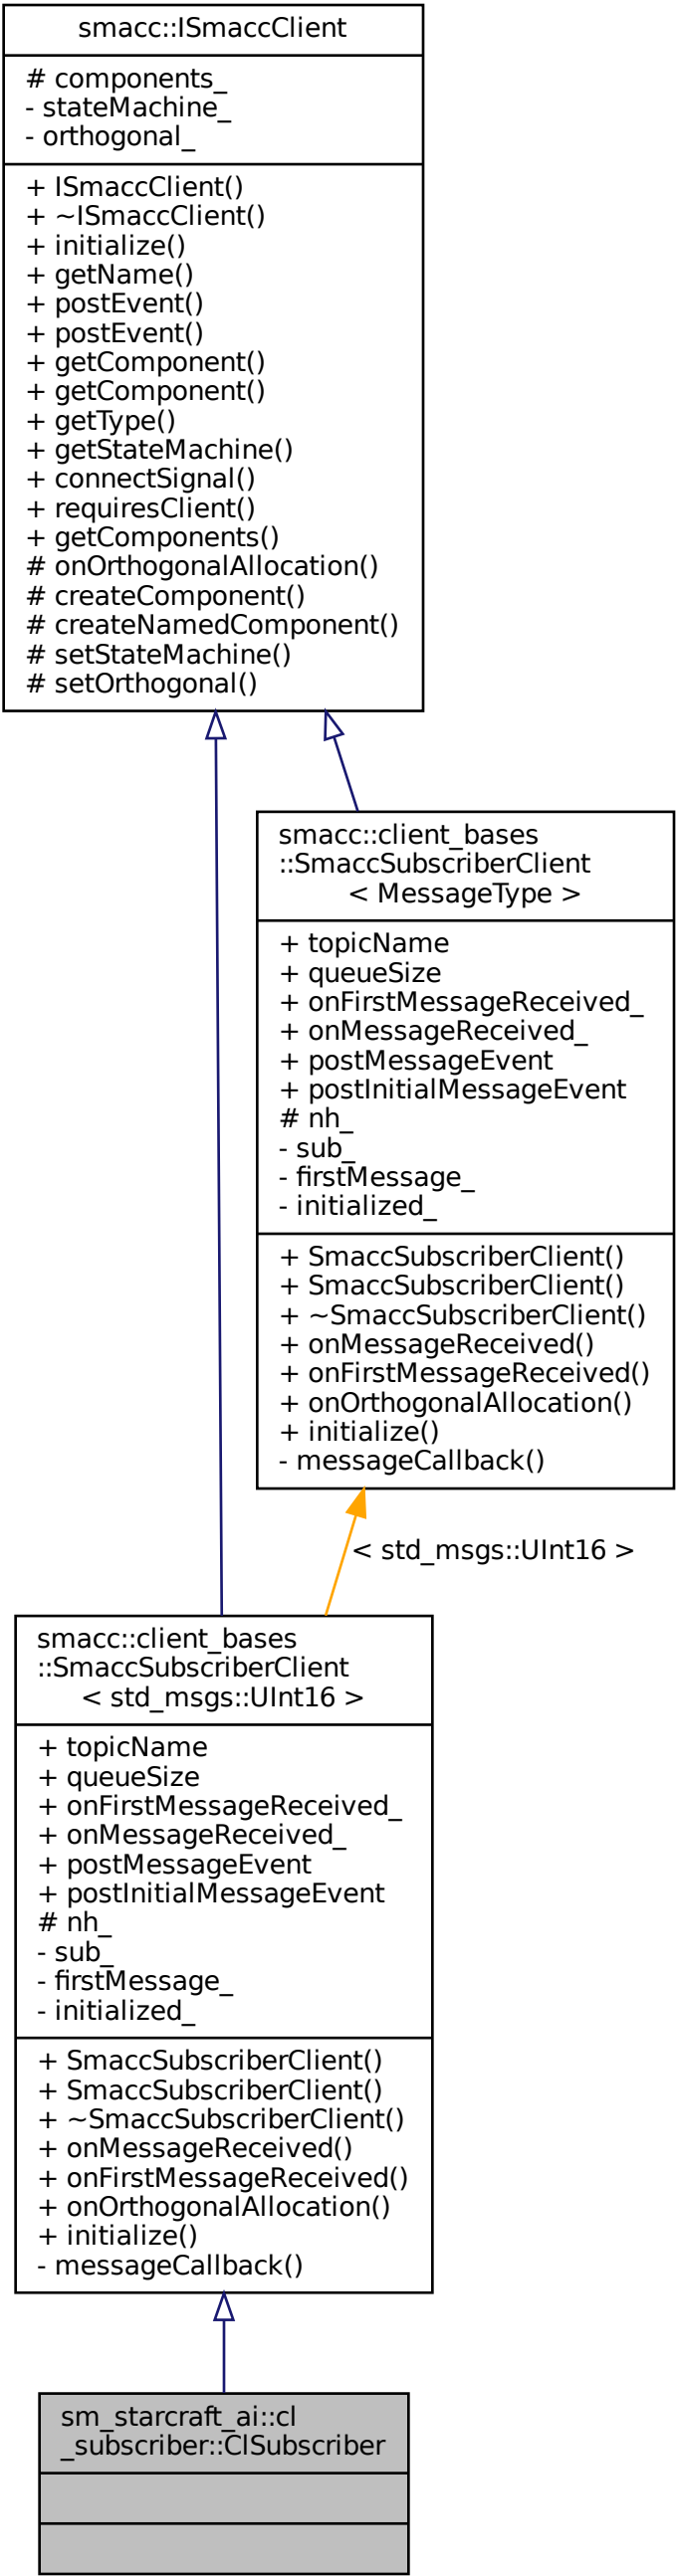 smacc::ISmaccClient
# components_
- stateMachine_
- orthogonal_
+ ISmaccClient()
+ ~ISmaccClient()
+ initialize()
+ getName()
+ postEvent()
+ postEvent()
+ getComponent()
+ getComponent()
+ getType()
+ getStateMachine()
+ connectSignal()
+ requiresClient()
+ getComponents()
# onOrthogonalAllocation()
# createComponent()
# createNamedComponent()
# setStateMachine()
# setOrthogonal()
smacc::client_bases
::SmaccSubscriberClient
< MessageType >
+ topicName
+ queueSize
+ onFirstMessageReceived_
+ onMessageReceived_
+ postMessageEvent
+ postInitialMessageEvent
# nh_
- sub_
- firstMessage_
- initialized_
+ SmaccSubscriberClient()
+ SmaccSubscriberClient()
+ ~SmaccSubscriberClient()
+ onMessageReceived()
+ onFirstMessageReceived()
+ onOrthogonalAllocation()
+ initialize()
- messageCallback()
< std_msgs::UInt16 >
smacc::client_bases
::SmaccSubscriberClient
< std_msgs::UInt16 >
+ topicName
+ queueSize
+ onFirstMessageReceived_
+ onMessageReceived_
+ postMessageEvent
+ postInitialMessageEvent
# nh_
- sub_
- firstMessage_
- initialized_
+ SmaccSubscriberClient()
+ SmaccSubscriberClient()
+ ~SmaccSubscriberClient()
+ onMessageReceived()
+ onFirstMessageReceived()
+ onOrthogonalAllocation()
+ initialize()
- messageCallback()
sm_starcraft_ai::cl
_subscriber::ClSubscriber